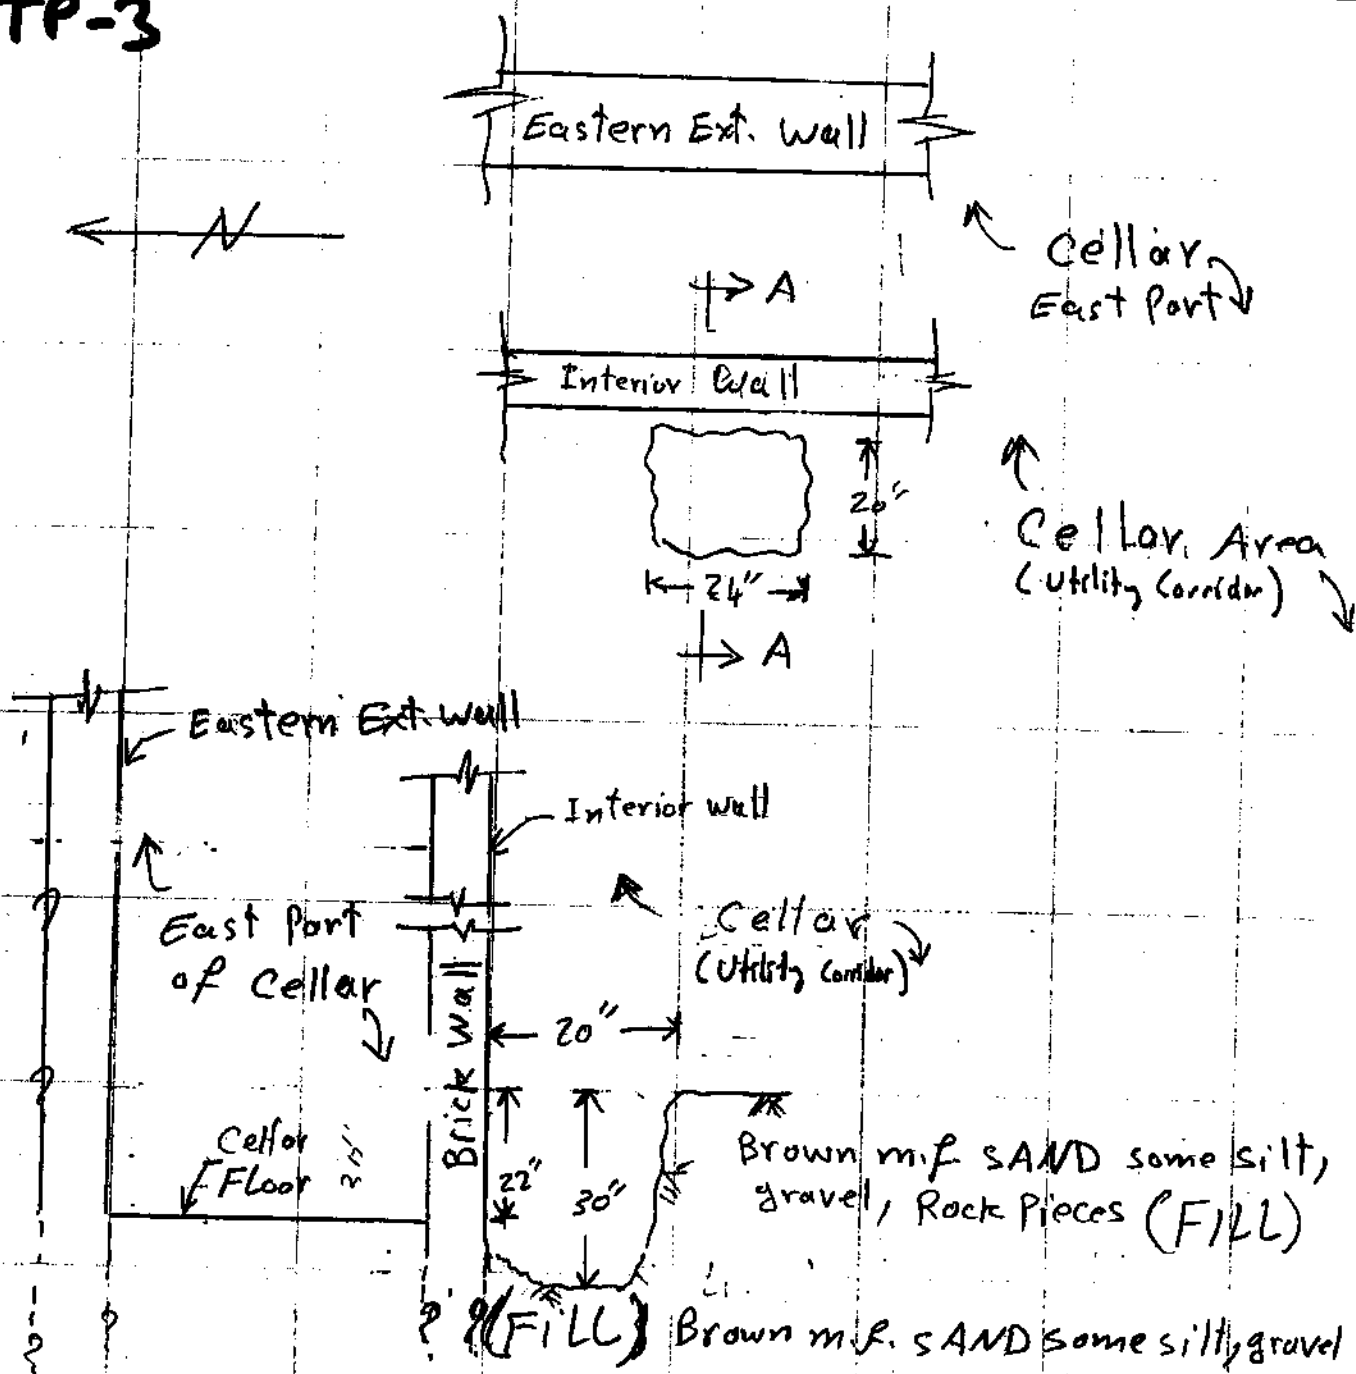 TP-3
Eastern Ext. Wall
N
Cellar
East Part
A
Interior Wall
20"
Cellar Area
(Utility Corridor)
24"
A
Eastern Ext. Wall
Interior Wall
East Part
of Cellar
Cellar
(Utility Corridor)
20"
Brick Wall
?
?
Cellar
Floor
22"
30"
Brown m.f. SAND some silt,
gravel, Rock Pieces (FILL)
?
?
?
?
(FILL) Brown m.f. SAND some silt, gravel